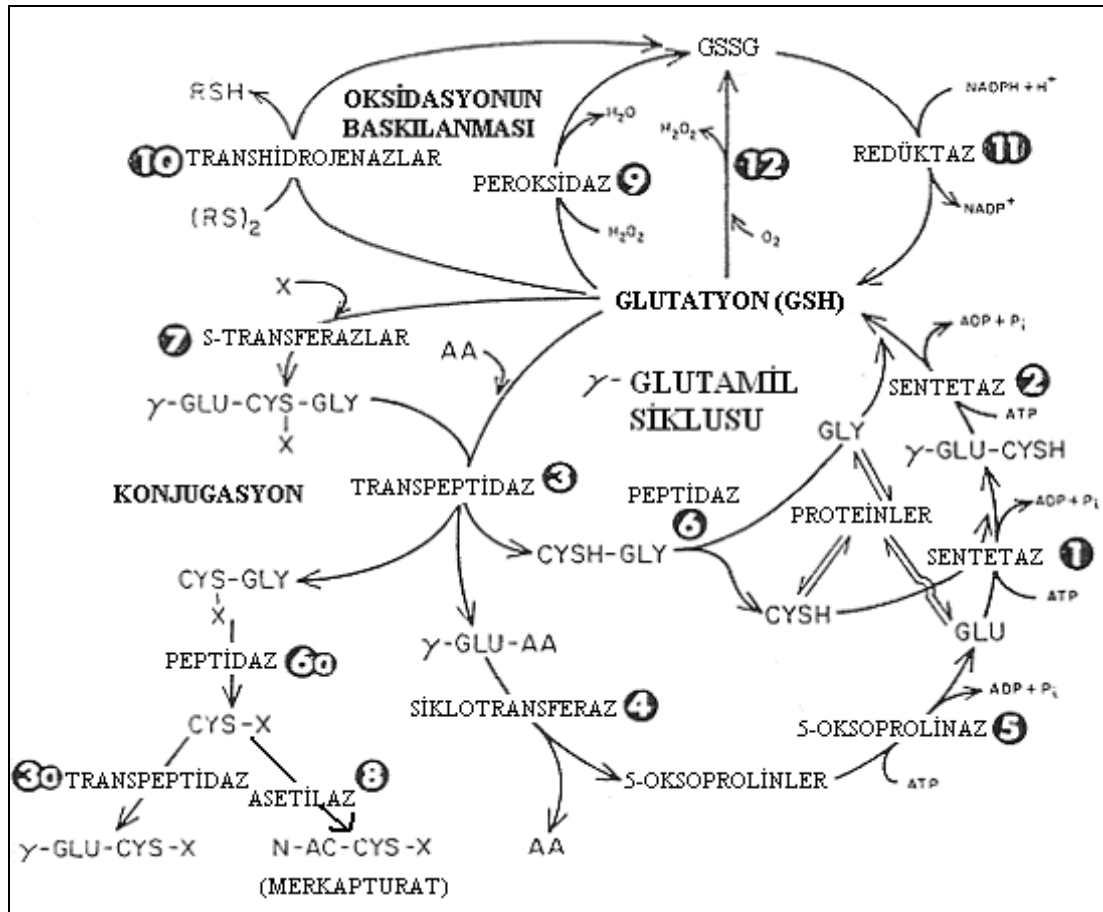 GSSG
RSH
OKSİDASYONUN
BASKILANMASI
H₂O
H₂O₂
NADPH + H⁺
10 TRANSHİDROJENAZLAR
PEROKSİDAZ 9
12
REDÜKTAZ 11
(RS)₂
H₂O₂
O₂
NADP⁺
X
GLUTATYON (GSH)
7 S-TRANSFERAZLAR
AA
ADP + Pi
γ-GLU-CYS-GLY
X
γ- GLUTAMİL
SİKLUSU
SENTETAZ 2
ATP
GLY
γ-GLU-CYSH
KONJUGASYON
TRANSPEPTİDAZ 3
PEPTİDAZ
6
PROTEİNLER
ADP + Pi
CYSH-GLY
SENTETAZ 1
CYS-GLY
X
CYSH
ATP
GLU
PEPTİDAZ 6a
γ-GLU-AA
ADP + Pi
CYS-X
SİKLOTRANSFERAZ 4
5-OKSOPROLİNAZ 5
3a TRANSPEPTİDAZ
ASETİLAZ 8
5-OKSOPROLİNLER
ATP
γ-GLU-CYS-X
N-AC-CYS-X
AA
(MERKAPTURAT)